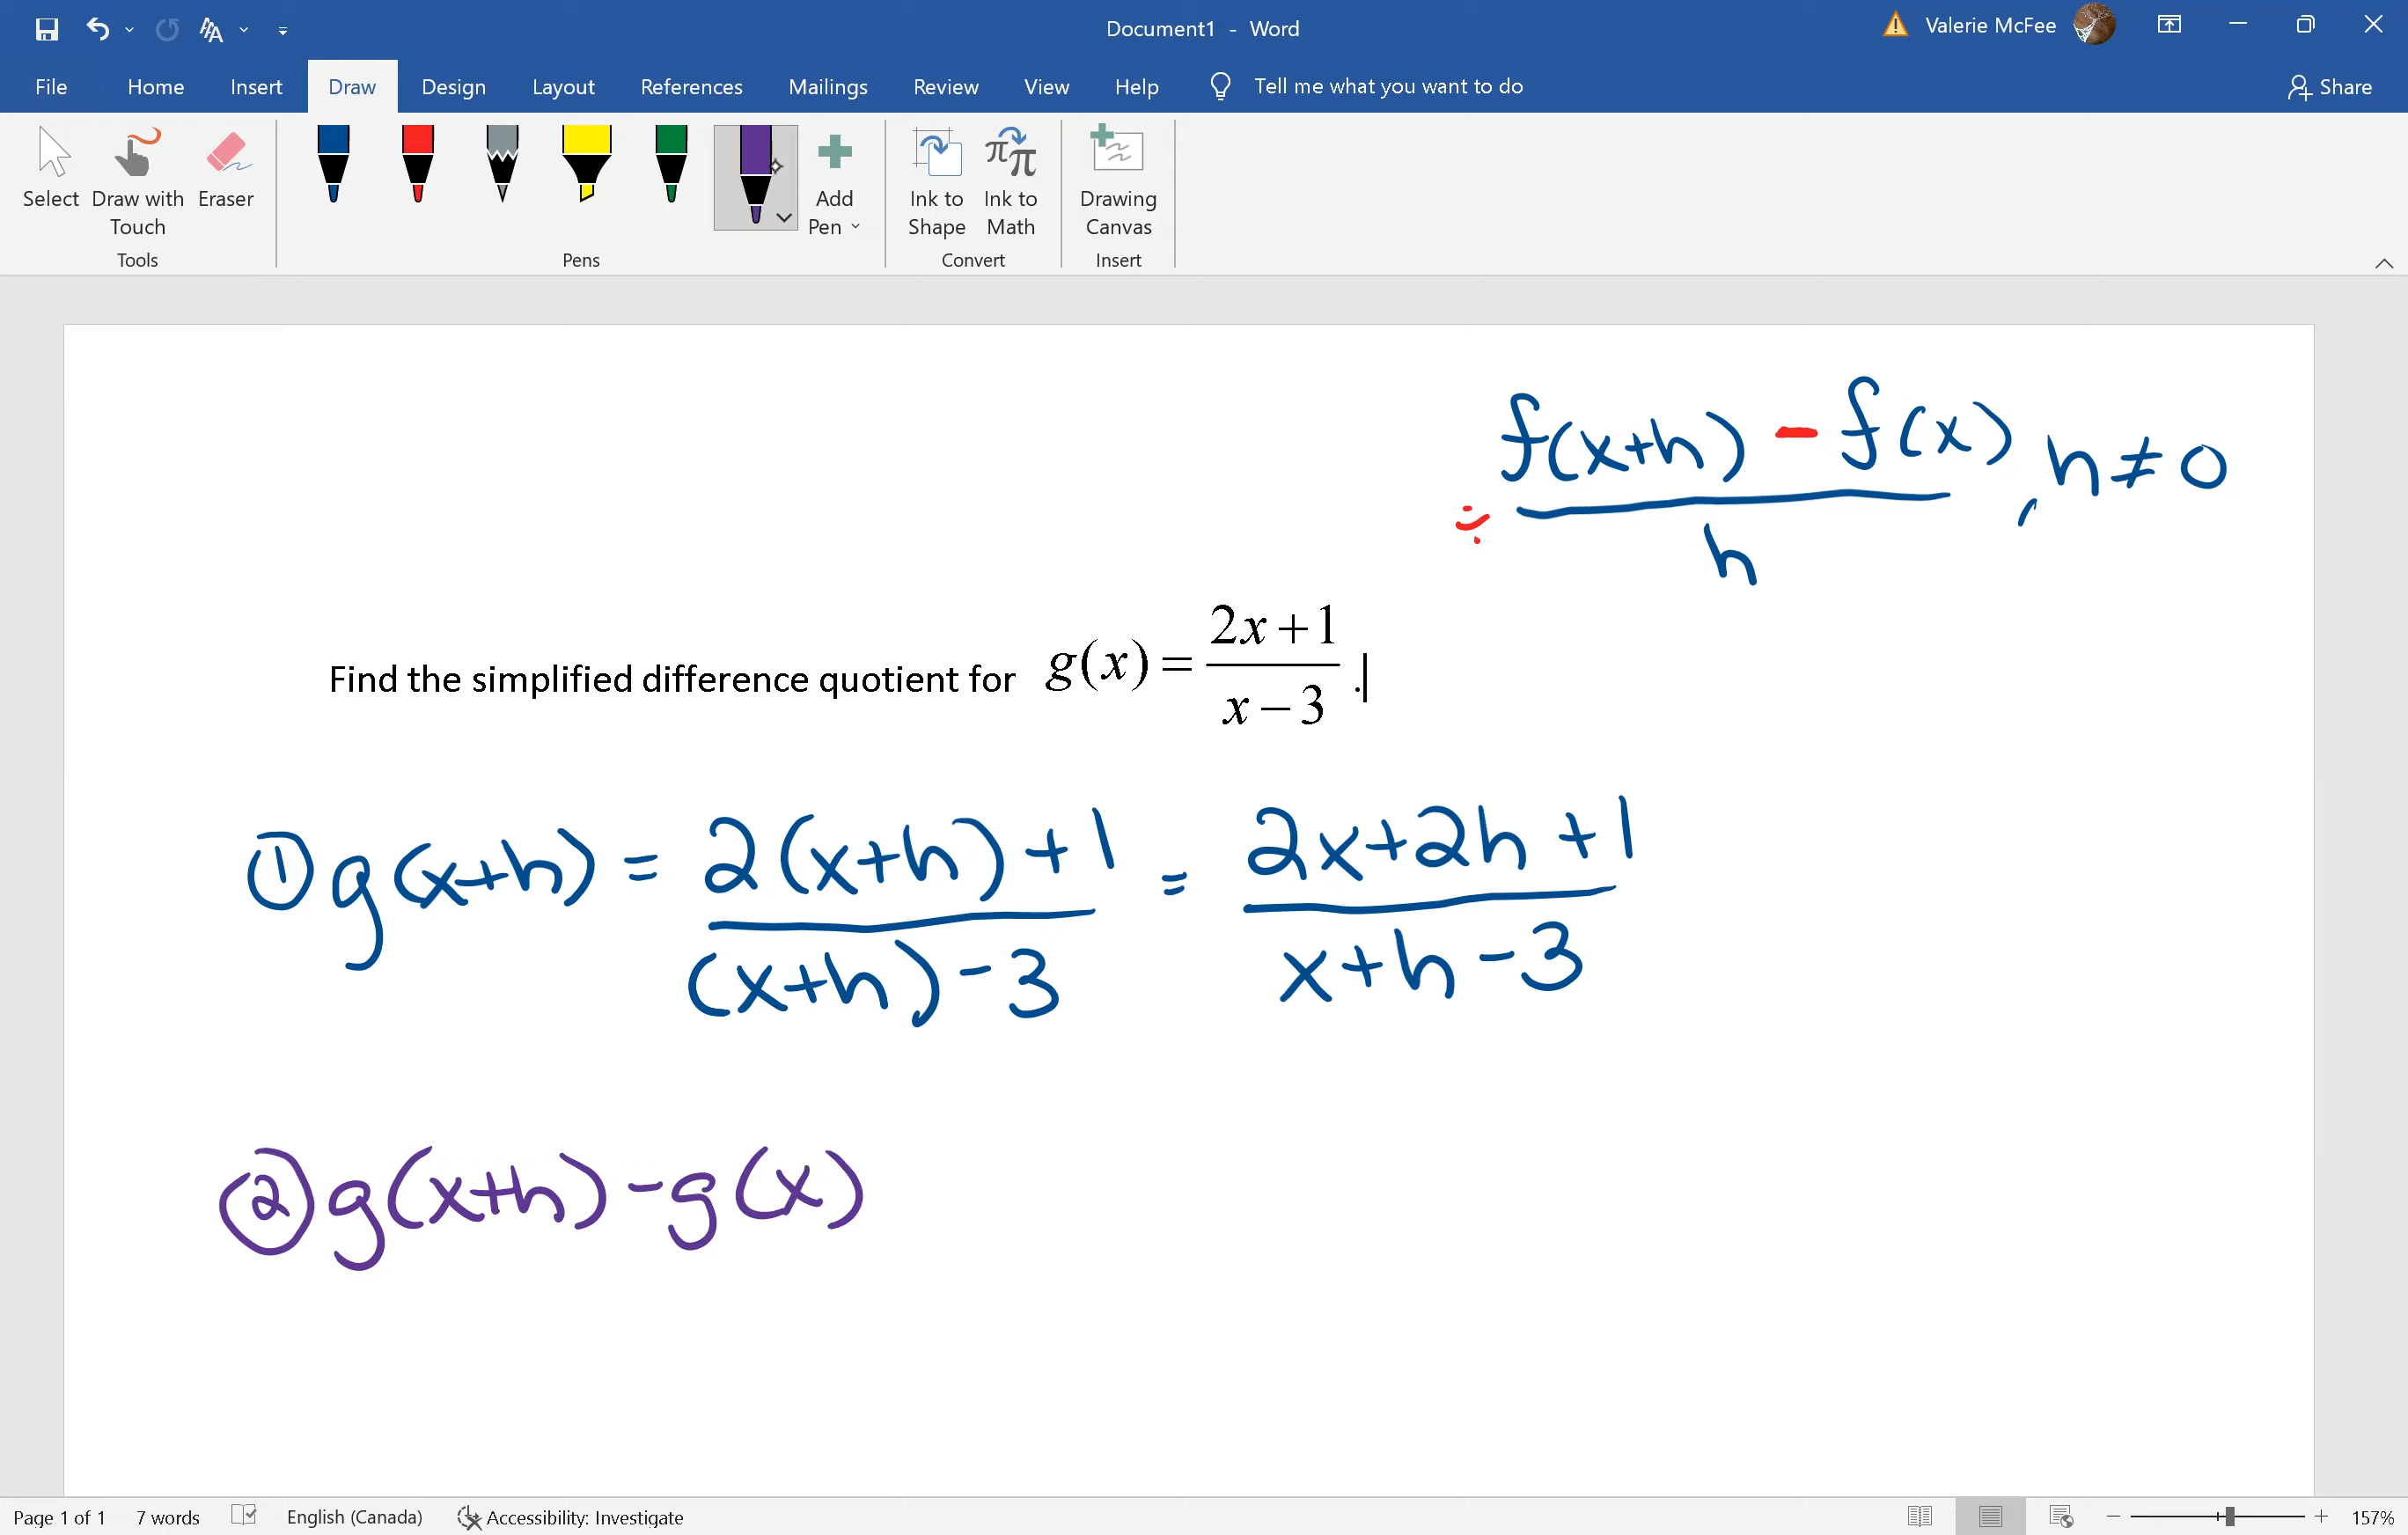 Document1 - Word
Valerie McFee
File Home Insert Draw Design Layout References Mailings Review View Help Tell me what you want to do Share
Select Draw with Touch Eraser
Add Pen
Ink to Shape Ink to Math
Drawing Canvas
Tools Pens Convert Insert
f(x+h) - f(x) , h ≠ 0
÷
h
Find the simplified difference quotient for g(x) = (2x+1)/(x−3) .
① g(x+h) = (2(x+h)+1)/((x+h)-3) = (2x+2h+1)/(x+h-3)
② g(x+h) - g(x)
Page 1 of 1 7 words English (Canada) Accessibility: Investigate 157%